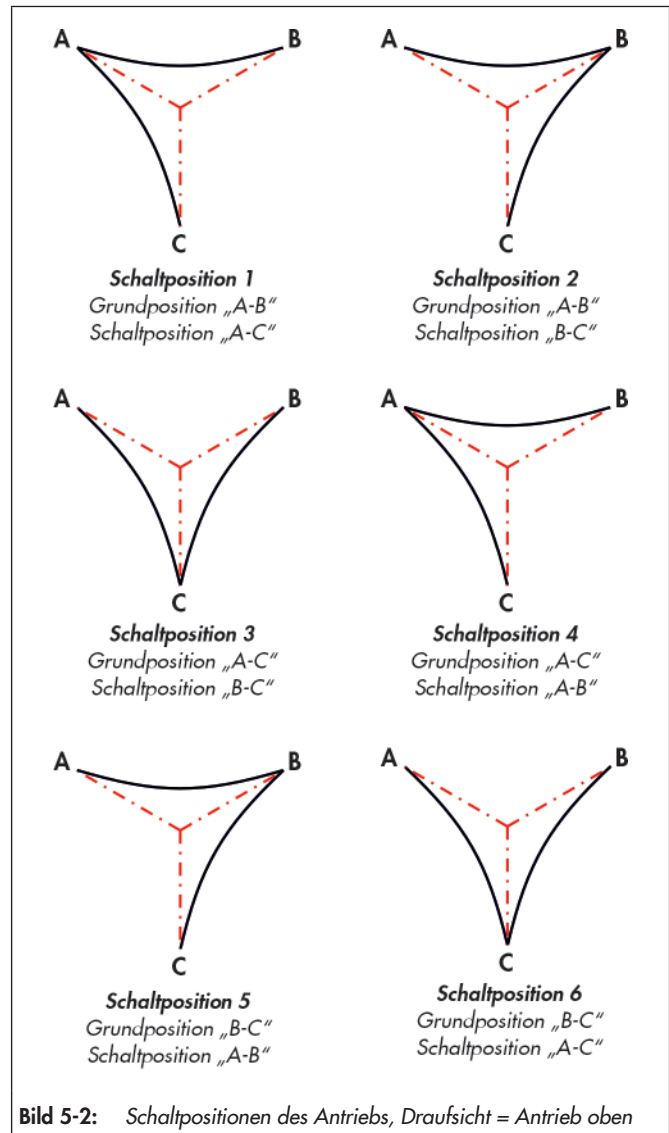 A B
C
Schaltposition 1
Grundposition „A-B“
Schaltposition „A-C“
A B
C
Schaltposition 2
Grundposition „A-B“
Schaltposition „B-C“
A B
C
Schaltposition 3
Grundposition „A-C“
Schaltposition „B-C“
A B
C
Schaltposition 4
Grundposition „A-C“
Schaltposition „A-B“
A B
C
Schaltposition 5
Grundposition „B-C“
Schaltposition „A-B“
A B
C
Schaltposition 6
Grundposition „B-C“
Schaltposition „A-C“
Bild 5-2: Schaltpositionen des Antriebs, Draufsicht = Antrieb oben